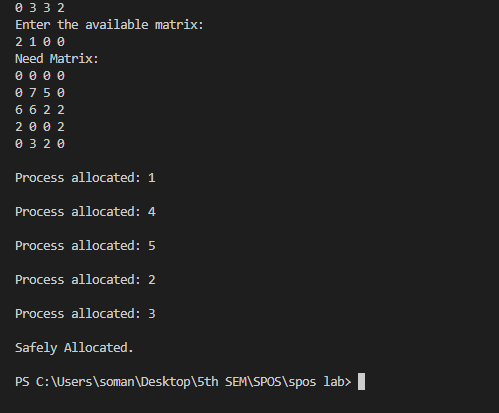 0 3 3 2
Enter the available matrix:
2 1 0 0
Need Matrix:
0 0 0 0
0 7 5 0
6 6 2 2
2 0 0 2
0 3 2 0
Process allocated: 1
Process allocated: 4
Process allocated: 5
Process allocated: 2
Process allocated: 3
Safely Allocated.
PS C:\Users\soman\Desktop\5th SEM\SPOS\spos lab>